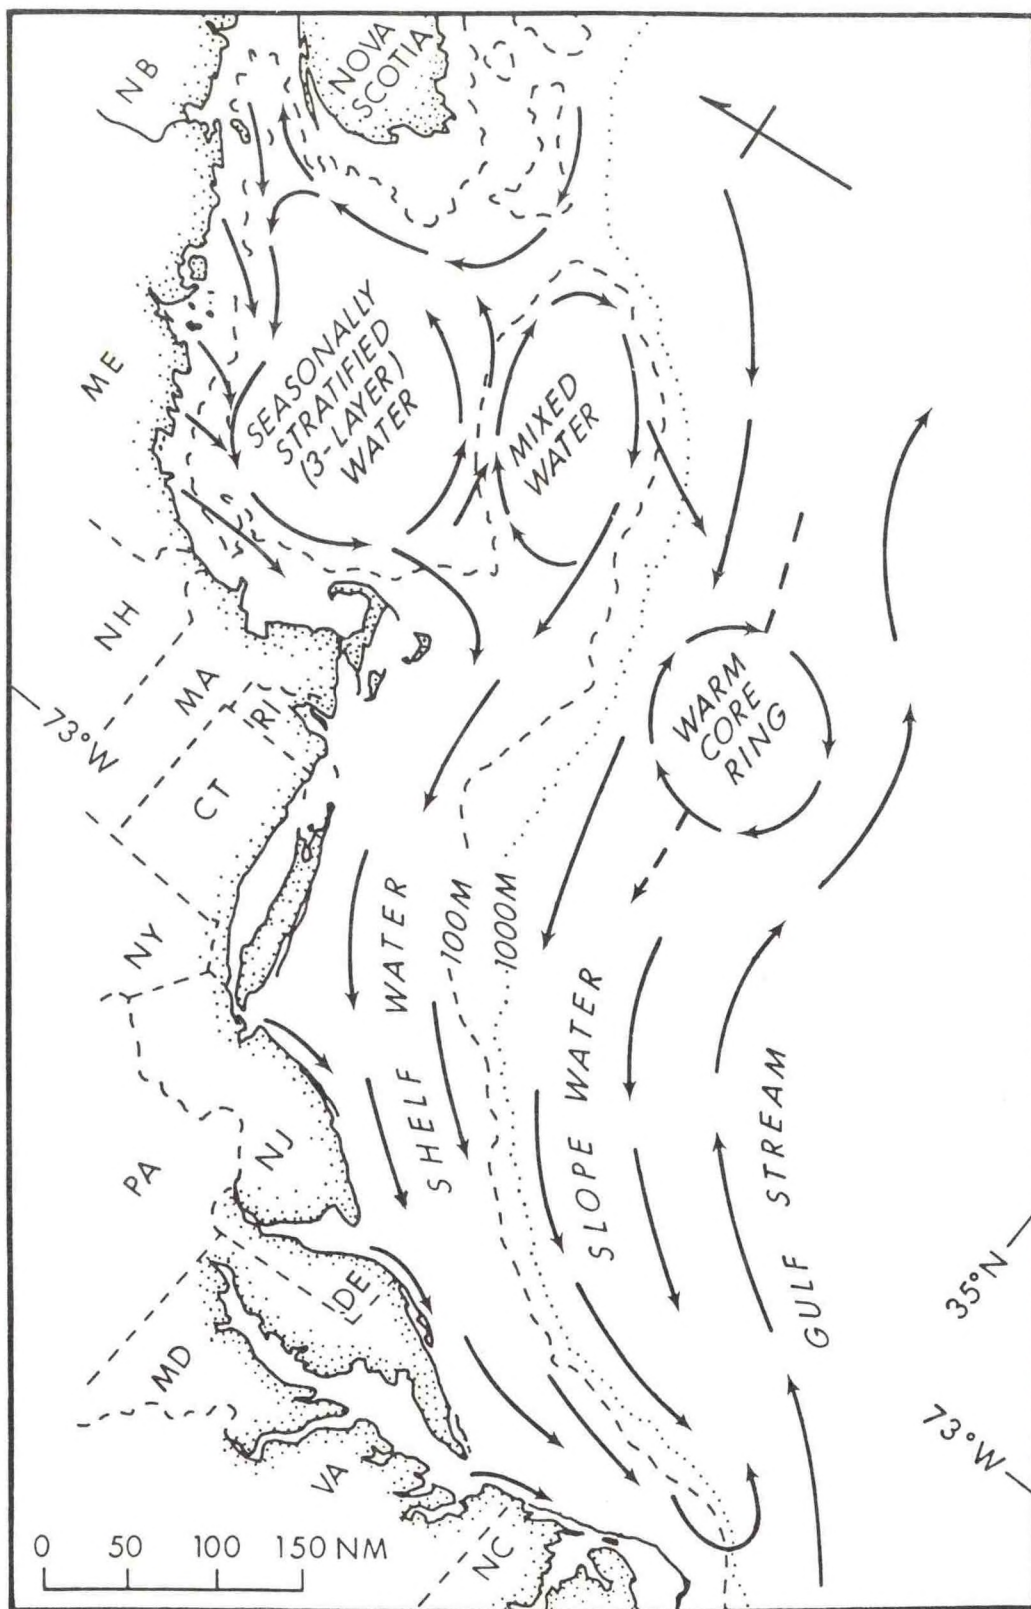 NB
NOVA
SCOTIA
ME
SEASONALLY
STRATIFIED
(3-LAYER)
WATER
MIXED
WATER
NH
MA
RI
73°W
CT
WARM
CORE
RING
NY
SHELF WATER
100M
1000M
SLOPE WATER
GULF STREAM
NJ
PA
DE
MD
VA
NC
35°N
73°W
0 50 100 150 NM